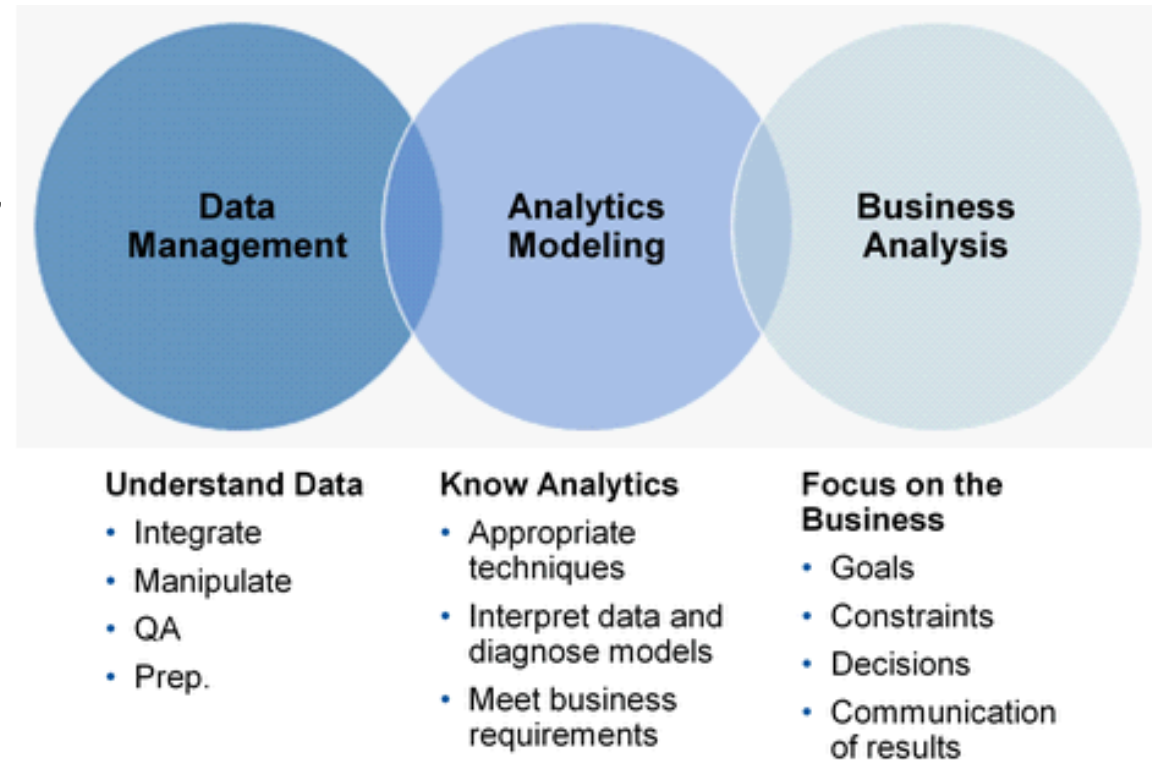 Data
Management
Analytics
Modeling
Business
Analysis
Understand Data
• Integrate
• Manipulate
• QA
• Prep.
Know Analytics
• Appropriate
techniques
• Interpret data and
diagnose models
• Meet business
requirements
Focus on the
Business
• Goals
• Constraints
• Decisions
• Communication
of results